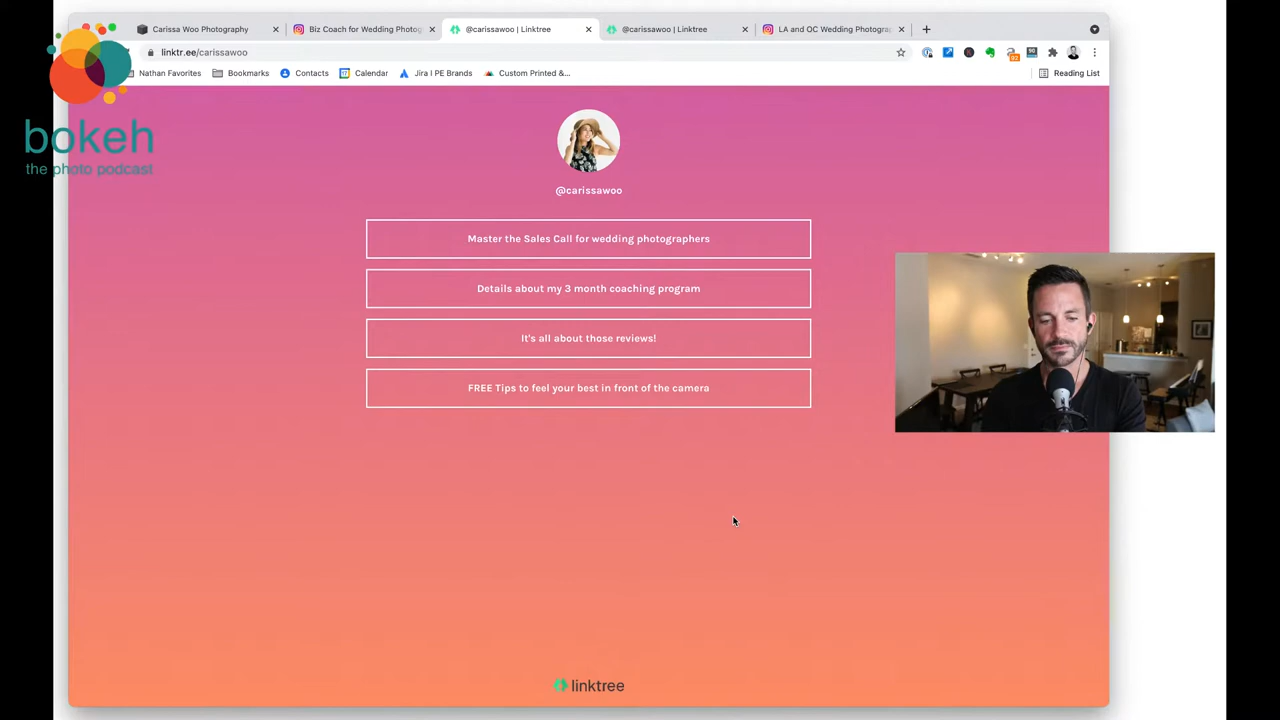 Carissa Woo Photography
Biz Coach for Wedding Photog
@carissawoo | Linktree
@carissawoo | Linktree
LA and OC Wedding Photogra
linktr.ee/carissawoo
Nathan Favorites
Bookmarks
Contacts
Calendar
Jira I PE Brands
Custom Printed &...
Reading List
bokeh
the photo podcast
@carissawoo
Master the Sales Call for wedding photographers
Details about my 3 month coaching program
It's all about those reviews!
FREE Tips to feel your best in front of the camera
linktree